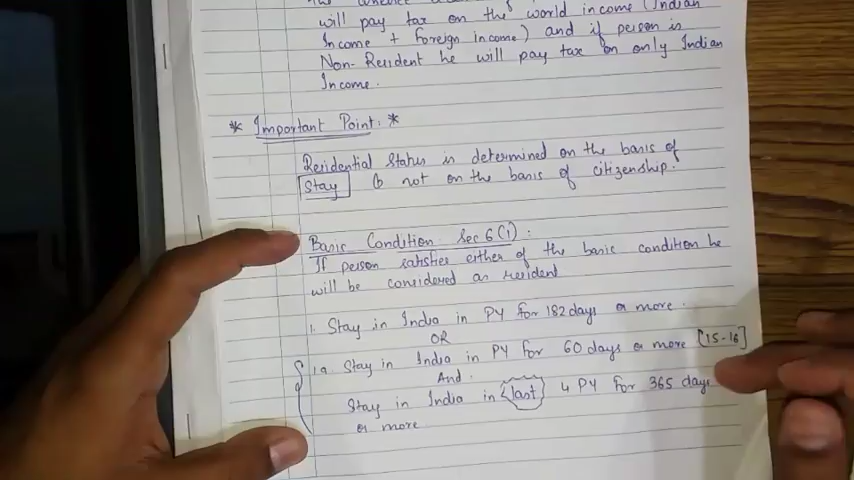 will pay tax on the world income (Indian
Income + Foreign income) and if person is
Non-Resident he will pay tax on only Indian
Income.
* Important Point: *
Residential Status is determined on the basis of
Stay & not on the basis of citizenship.
Basic Condition Sec 6(1):
If person satisfies either of the basic condition he
will be considered as resident
1. Stay in India in PY for 182 days or more.
OR
1a. Stay in India in PY for 60 days or more [15-16]
And.
Stay in India in {last} 4 PY for 365 days
or more